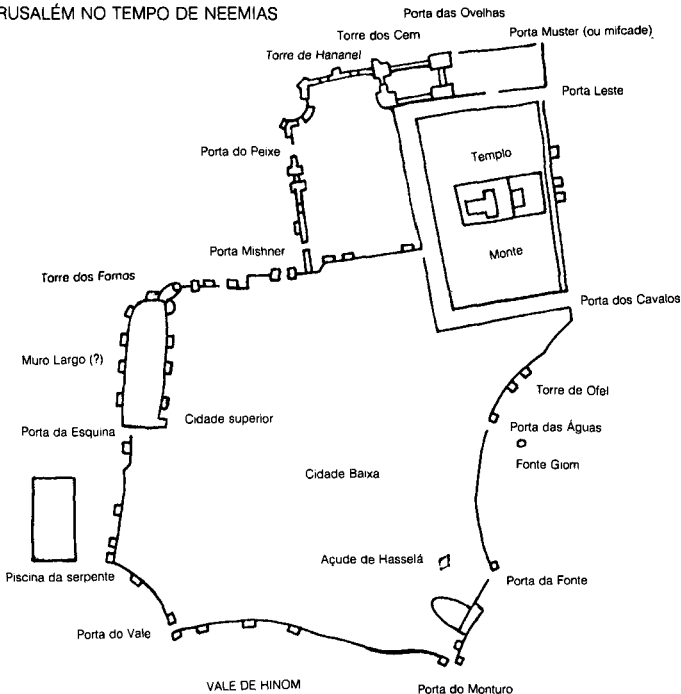 RUSALÉM NO TEMPO DE NEEMIAS
Porta das Ovelhas
Torre dos Cem
Porta Muster (ou mifcade)
Torre de Hananel
Porta Leste
Porta do Peixe
Templo
Porta Mishner
Monte
Torre dos Fornos
Porta dos Cavalos
Muro Largo (?)
Torre de Ofel
Cidade superior
Porta da Esquina
Porta das Águas
Fonte Giom
Cidade Baixa
Açude de Hasselá
Piscina da serpente
Porta da Fonte
Porta do Vale
VALE DE HINOM
Porta do Monturo